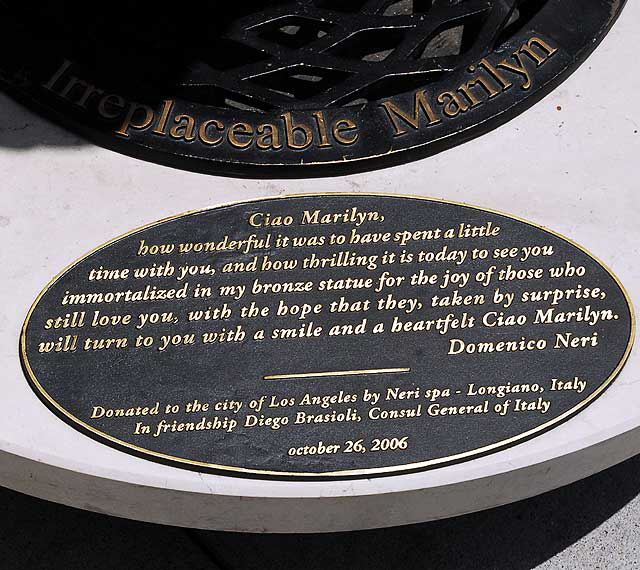 Irreplaceable Marilyn
Ciao Marilyn,
how wonderful it was to have spent a little
time with you, and how thrilling it is today to see you
immortalized in my bronze statue for the joy of those who
still love you, with the hope that they, taken by surprise,
will turn to you with a smile and a heartfelt Ciao Marilyn.
Domenico Neri
Donated to the city of Los Angeles by Neri spa - Longiano, Italy
In friendship Diego Brasioli, Consul General of Italy
october 26, 2006